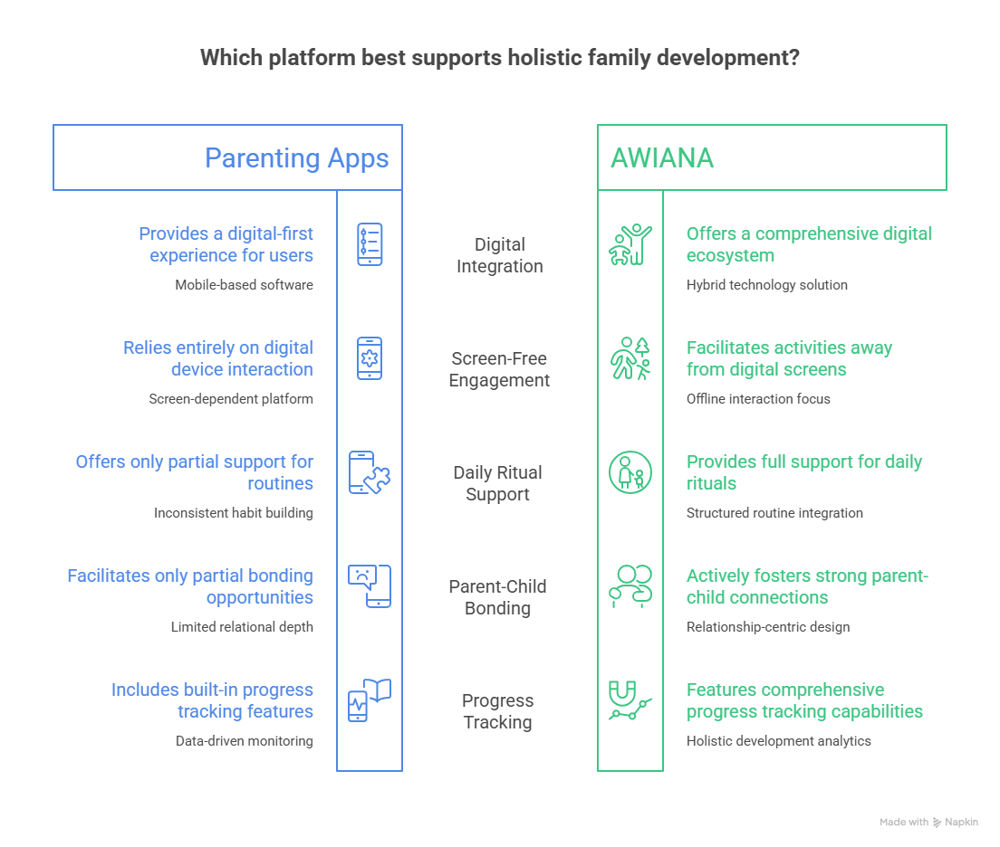 Which platform best supports holistic family development?
Parenting Apps
AWIANA
Provides a digital-first
experience for users
Mobile-based software
Digital
Integration
Offers a comprehensive digital
ecosystem
Hybrid technology solution
Relies entirely on digital
device interaction
Screen-dependent platform
Screen-Free
Engagement
Facilitates activities away
from digital screens
Offline interaction focus
Offers only partial support for
routines
Inconsistent habit building
Daily Ritual
Support
Provides full support for daily
rituals
Structured routine integration
Facilitates only partial bonding
opportunities
Limited relational depth
Parent-Child
Bonding
Actively fosters strong parent-
child connections
Relationship-centric design
Includes built-in progress
tracking features
Data-driven monitoring
Progress
Tracking
Features comprehensive
progress tracking capabilities
Holistic development analytics
Made with Napkin